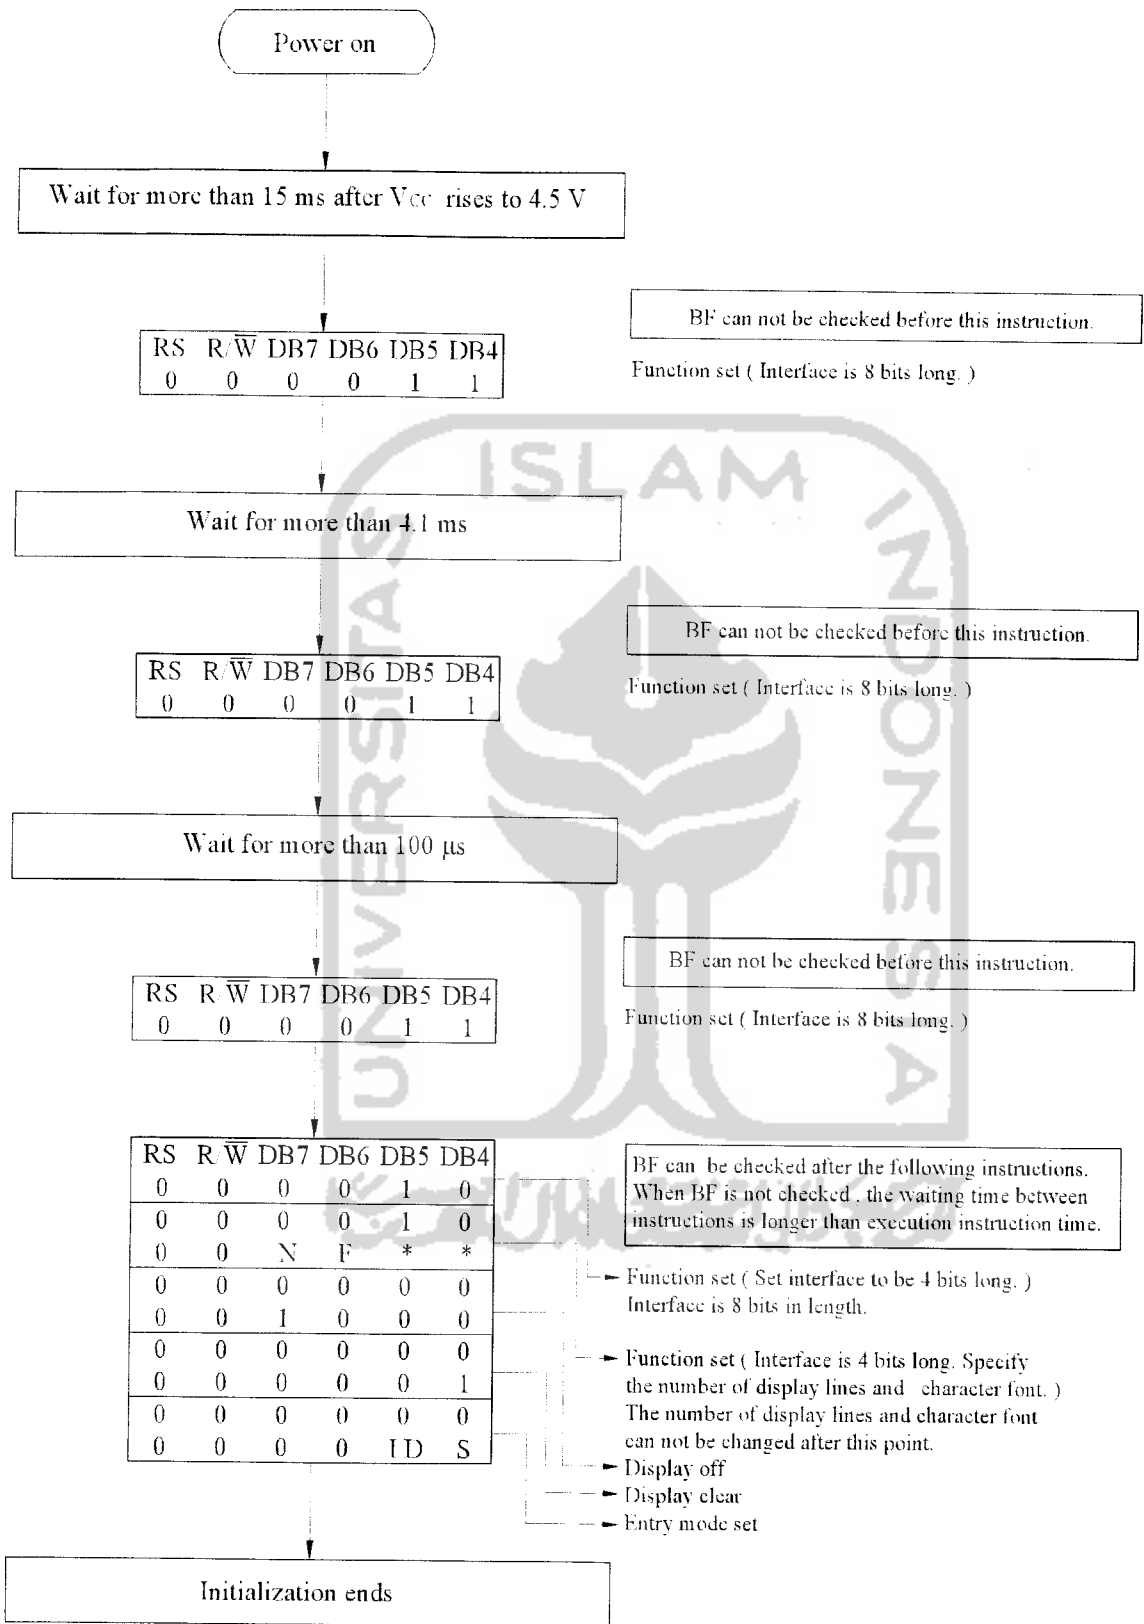 Power on
Wait for more than 15 ms after Vcc rises to 4.5 V
BF can not be checked before this instruction.
RS R/W DB7 DB6 DB5 DB4
0 0 0 0 1 1
Function set ( Interface is 8 bits long. )
Wait for more than 4.1 ms
BF can not be checked before this instruction.
RS R/W DB7 DB6 DB5 DB4
0 0 0 0 1 1
Function set ( Interface is 8 bits long. )
Wait for more than 100 µs
BF can not be checked before this instruction.
RS R/W DB7 DB6 DB5 DB4
0 0 0 0 1 1
Function set ( Interface is 8 bits long. )
RS R/W DB7 DB6 DB5 DB4
0 0 0 0 1 0
0 0 0 0 1 0
0 0 N F * *
0 0 0 0 0 0
0 0 1 0 0 0
0 0 0 0 0 0
0 0 0 0 0 1
0 0 0 0 0 0
0 0 0 0 I D S
BF can be checked after the following instructions.
When BF is not checked , the waiting time between
instructions is longer than execution instruction time.
Function set ( Set interface to be 4 bits long. )
Interface is 8 bits in length.
Function set ( Interface is 4 bits long. Specify
the number of display lines and character font. )
The number of display lines and character font
can not be changed after this point.
Display off
Display clear
Entry mode set
Initialization ends
UNIVERSITAS
ISLAM
INDONESIA